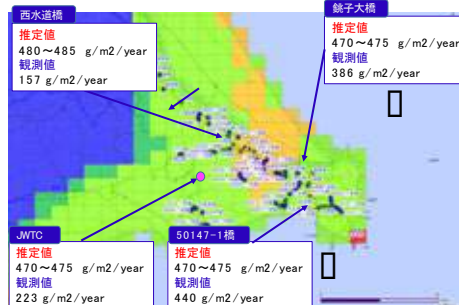 西水道橋
推定値
480～485 g/m2/year
観測値
157 g/m2/year
銚子大橋
推定値
470～475 g/m2/year
観測値
386 g/m2/year
JWTC
推定値
470～475 g/m2/year
観測値
223 g/m2/year
50147-1橋
推定値
470～475 g/m2/year
観測値
440 g/m2/year